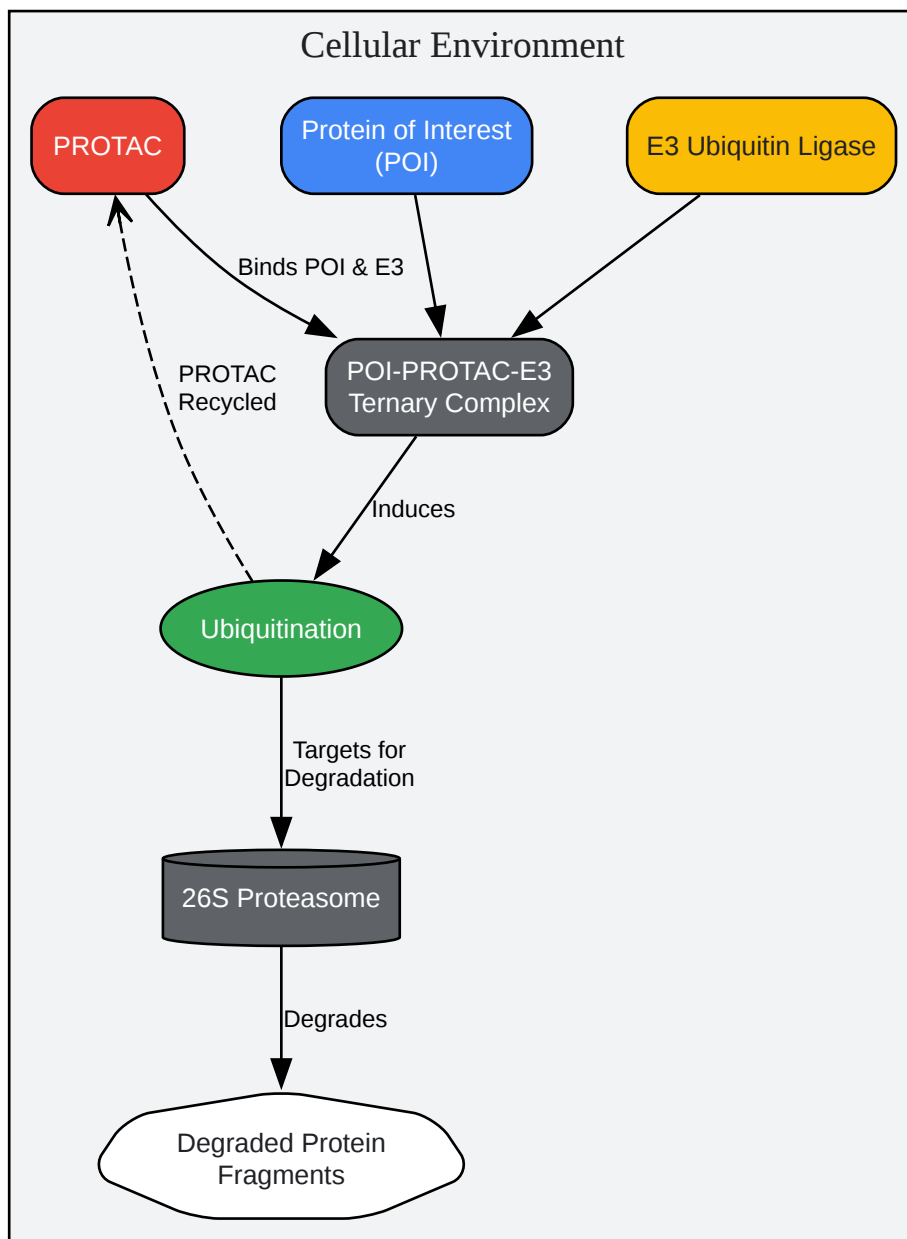 Cellular Environment
PROTAC
Protein of Interest
(POI)
E3 Ubiquitin Ligase
Binds POI & E3
PROTAC
Recycled
POI-PROTAC-E3
Ternary Complex
Induces
Ubiquitination
Targets for
Degradation
26S Proteasome
Degrades
Degraded Protein
Fragments